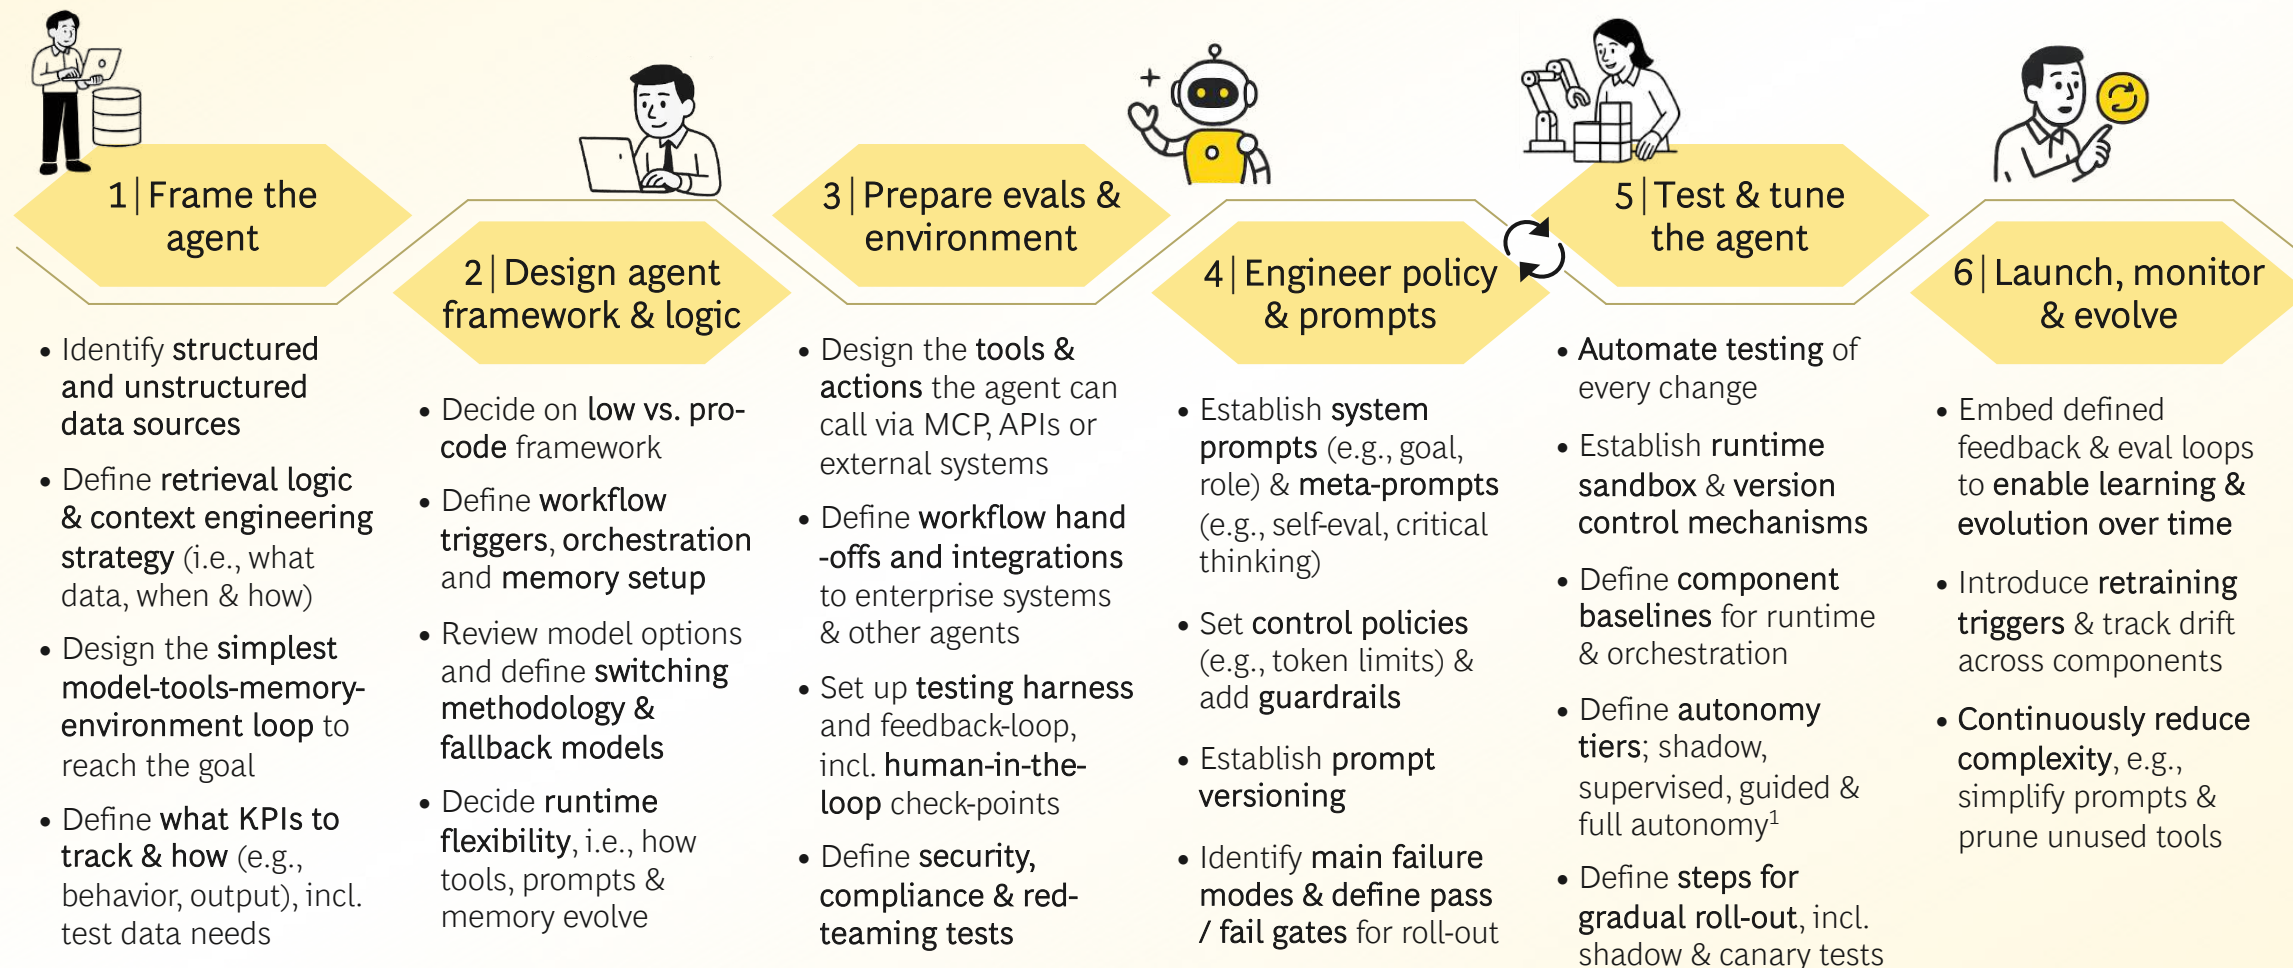 1|Frame the
agent
• Identify structured
and unstructured
data sources
• Define retrieval logic
& context engineering
strategy (i.e., what
data, when & how)
• Design the simplest
model-tools-memory-
environment loop to
reach the goal
• Define what KPIs to
track & how (e.g.,
behavior, output), incl.
test data needs
2|Design agent
framework & logic
• Decide on low vs. pro-
code framework
• Define workflow
triggers, orchestration
and memory setup
• Review model options
and define switching
methodology &
fallback models
• Decide runtime
flexibility, i.e., how
tools, prompts &
memory evolve
3|Prepare evals &
environment
• Design the tools &
actions the agent can
call via MCP, APIs or
external systems
• Define workflow hand
-offs and integrations
to enterprise systems
& other agents
• Set up testing harness
and feedback-loop,
incl. human-in-the-
loop check-points
• Define security,
compliance & red-
teaming tests
4|Engineer policy
& prompts
• Establish system
prompts (e.g., goal,
role) & meta-prompts
(e.g., self-eval, critical
thinking)
• Set control policies
(e.g., token limits) &
add guardrails
• Establish prompt
versioning
• Identify main failure
modes & define pass
/ fail gates for roll-out
5|Test & tune
the agent
• Automate testing of
every change
• Establish runtime
sandbox & version
control mechanisms
• Define component
baselines for runtime
& orchestration
• Define autonomy
tiers; shadow,
supervised, guided &
full autonomy¹
• Define steps for
gradual roll-out, incl.
shadow & canary tests
6|Launch, monitor
& evolve
• Embed defined
feedback & eval loops
to enable learning &
evolution over time
• Introduce retraining
triggers & track drift
across components
• Continuously reduce
complexity, e.g.,
simplify prompts &
prune unused tools